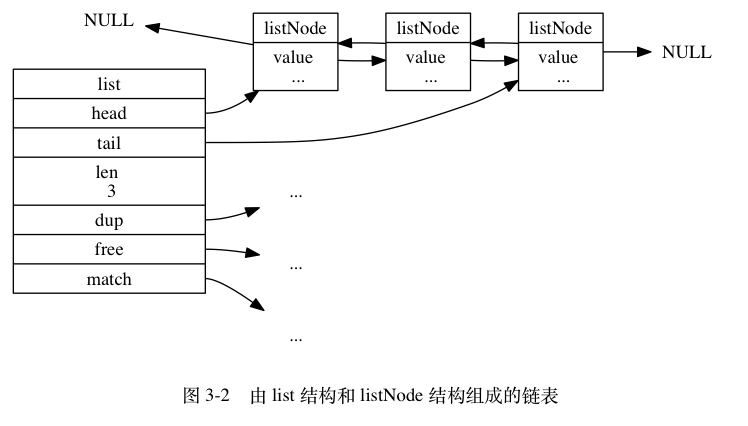 NULL
listNode
value
...
listNode
value
...
listNode
value
...
NULL
list
head
tail
len
3
dup
free
match
...
...
...
图 3-2 由 list 结构和 listNode 结构组成的链表